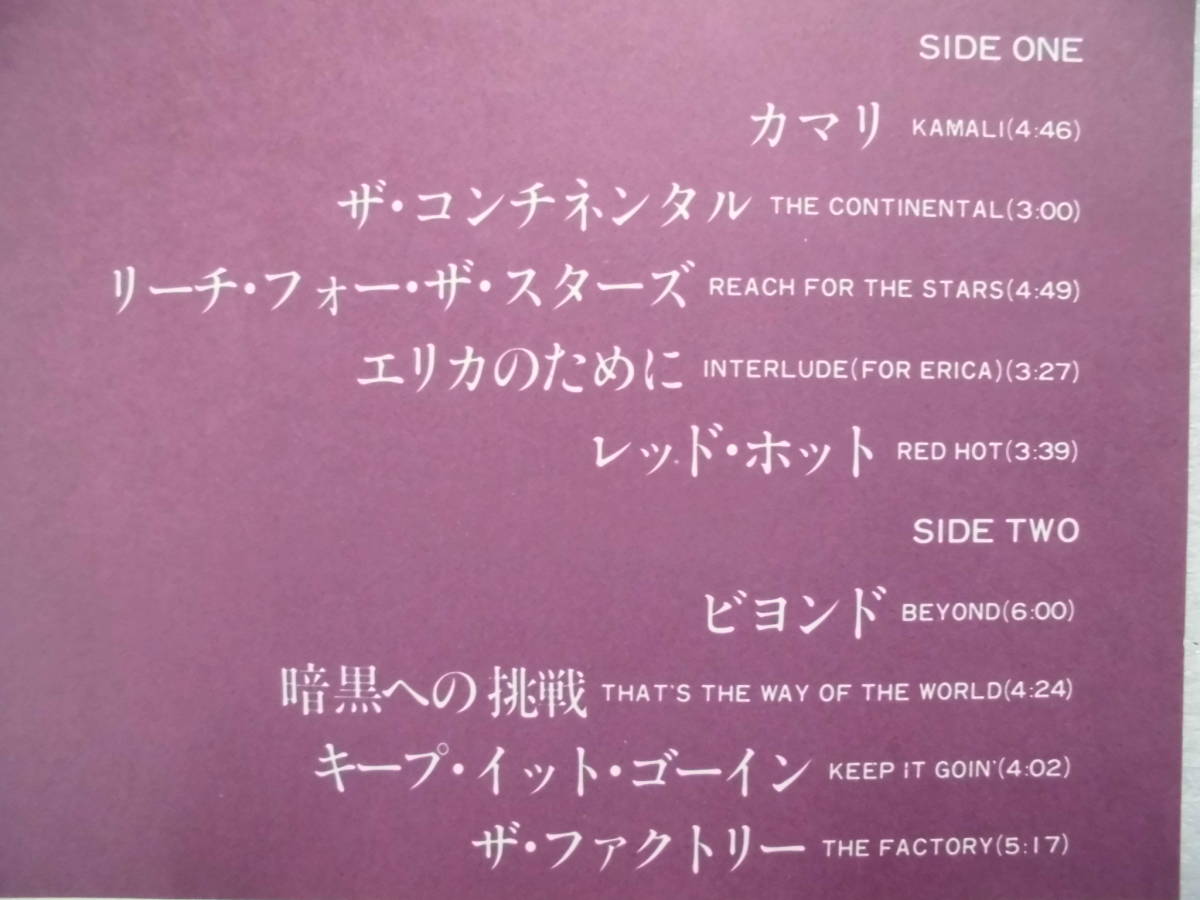 SIDE ONE
カマリ KAMALI(4:46)
ザ・コンチネンタル THE CONTINENTAL(3:00)
リーチ・フォー・ザ・スターズ REACH FOR THE STARS(4:49)
エリカのために INTERLUDE(FOR ERICA)(3:27)
レッド・ホット RED HOT(3:39)
SIDE TWO
ビヨンド BEYOND(6:00)
暗黒への挑戦 THAT'S THE WAY OF THE WORLD(4:24)
キープ・イット・ゴーイン KEEP IT GOIN'(4:02)
ザ・ファクトリー THE FACTORY(5:17)